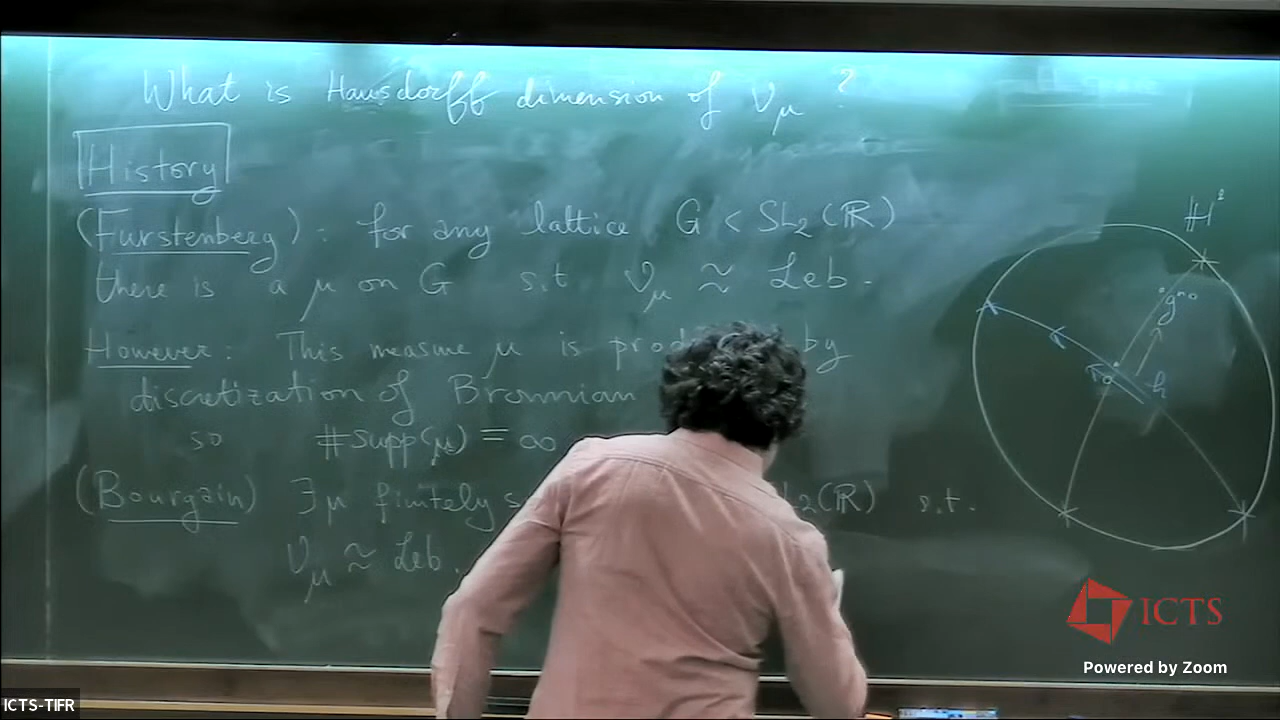 What is Hausdorff dimension of ν_μ ?
History
(Furstenberg) : for any lattice G < SL₂(ℝ)
there is a μ on G s.t ν_μ ≈ Leb.
However : This measure μ is by
discretization of Brownian
so #supp(μ) = ∞
(Bourgain) ∃μ finitely (ℝ) s.t.
ν_μ ≈ Leb.
ℍ²
ICTS
Powered by Zoom
ICTS-TIFR